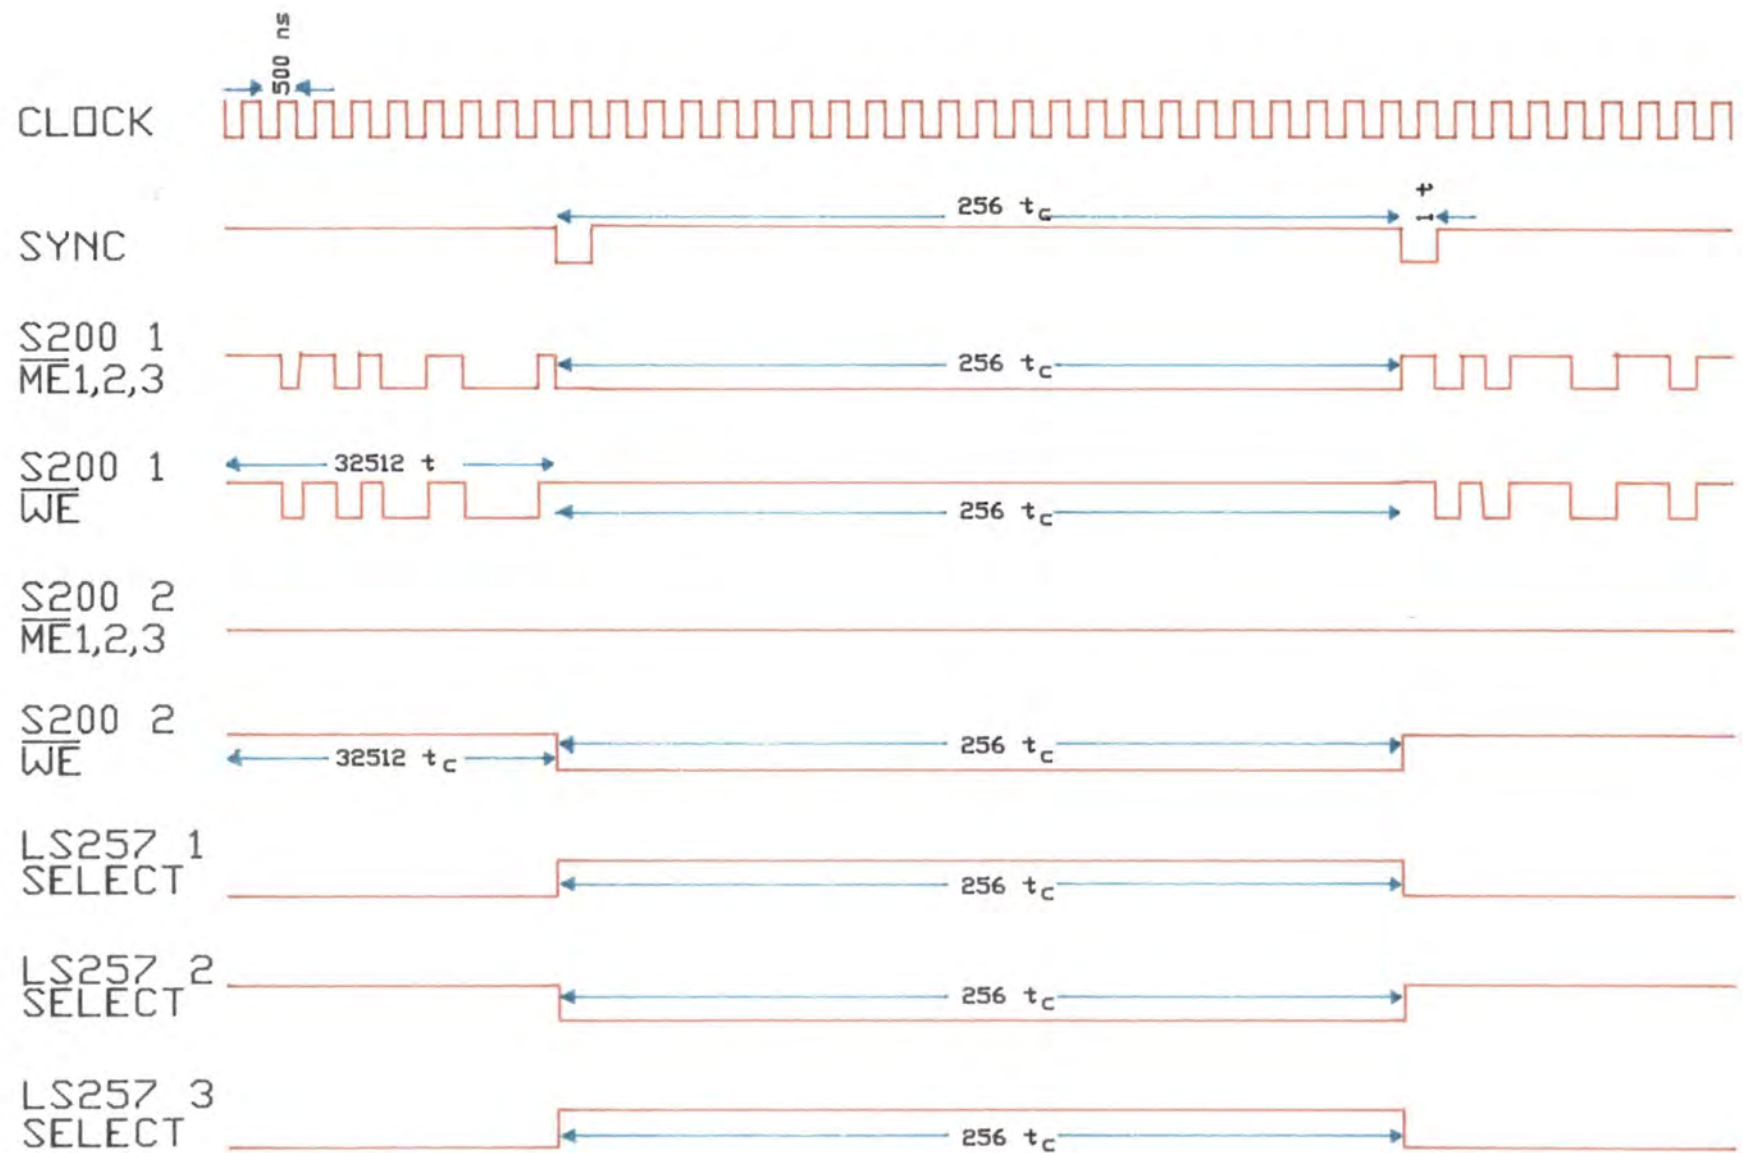 500 ns
CLOCK
256 tc
1 t
SYNC
S200 1
ME1,2,3
256 tc
S200 1
WE
32512 t
256 tc
S200 2
ME1,2,3
S200 2
WE
32512 tc
256 tc
LS257 1
SELECT
256 tc
LS257 2
SELECT
256 tc
LS257 3
SELECT
256 tc